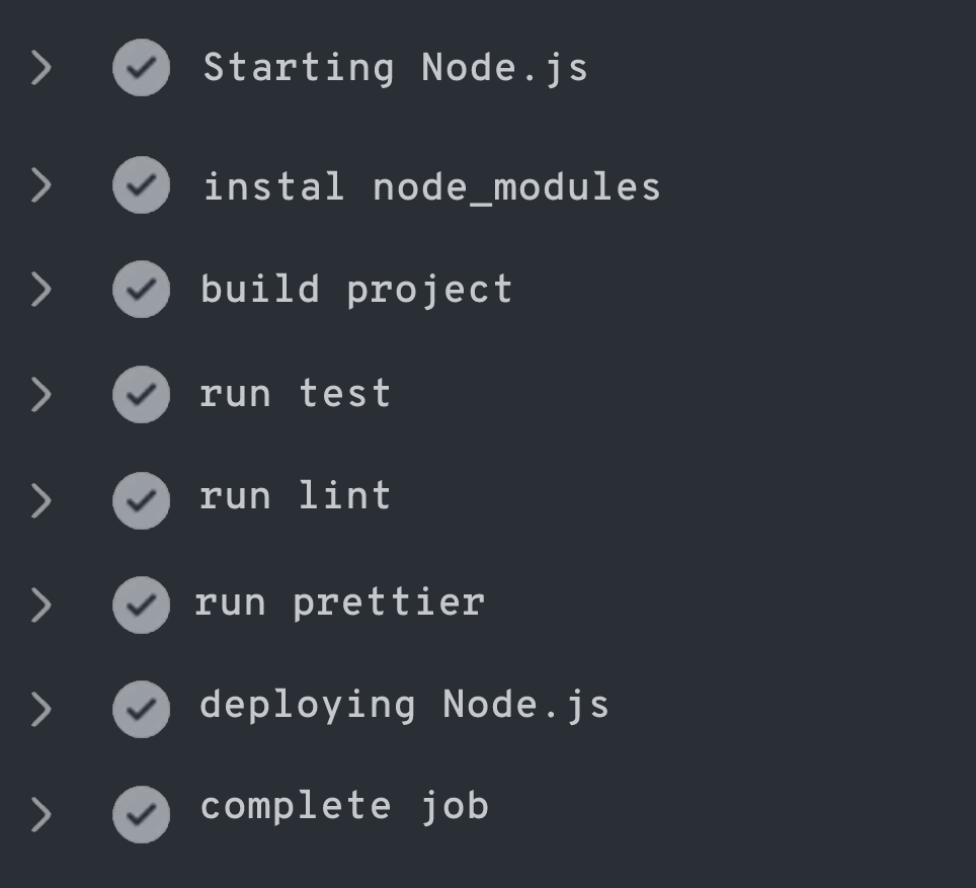 Starting Node.js
instal node_modules
build project
run test
run lint
run prettier
deploying Node.js
complete job